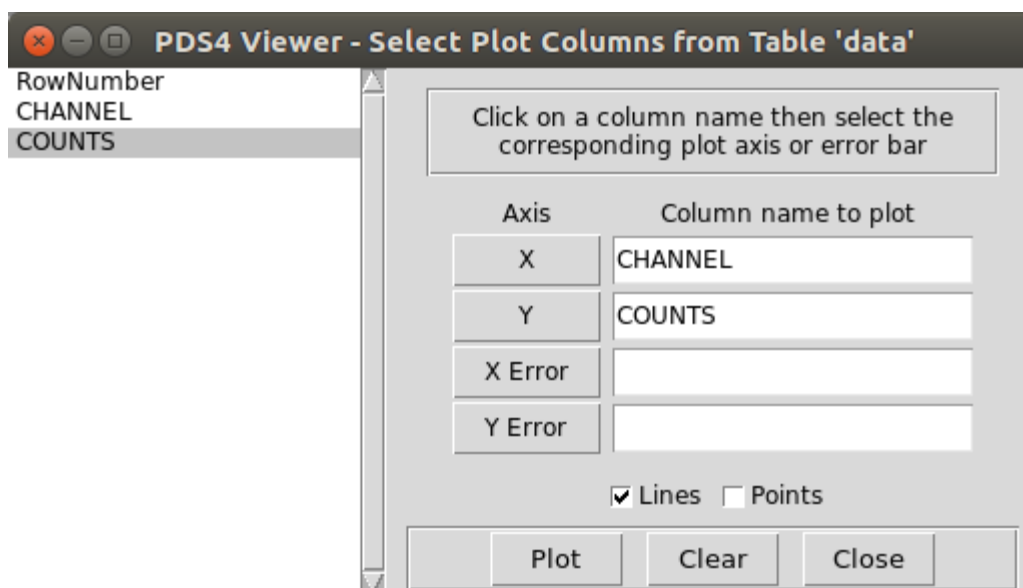 PDS4 Viewer - Select Plot Columns from Table 'data'
RowNumber
CHANNEL
COUNTS
Click on a column name then select the
corresponding plot axis or error bar
Axis Column name to plot
X CHANNEL
Y COUNTS
X Error
Y Error
Lines Points
Plot Clear Close